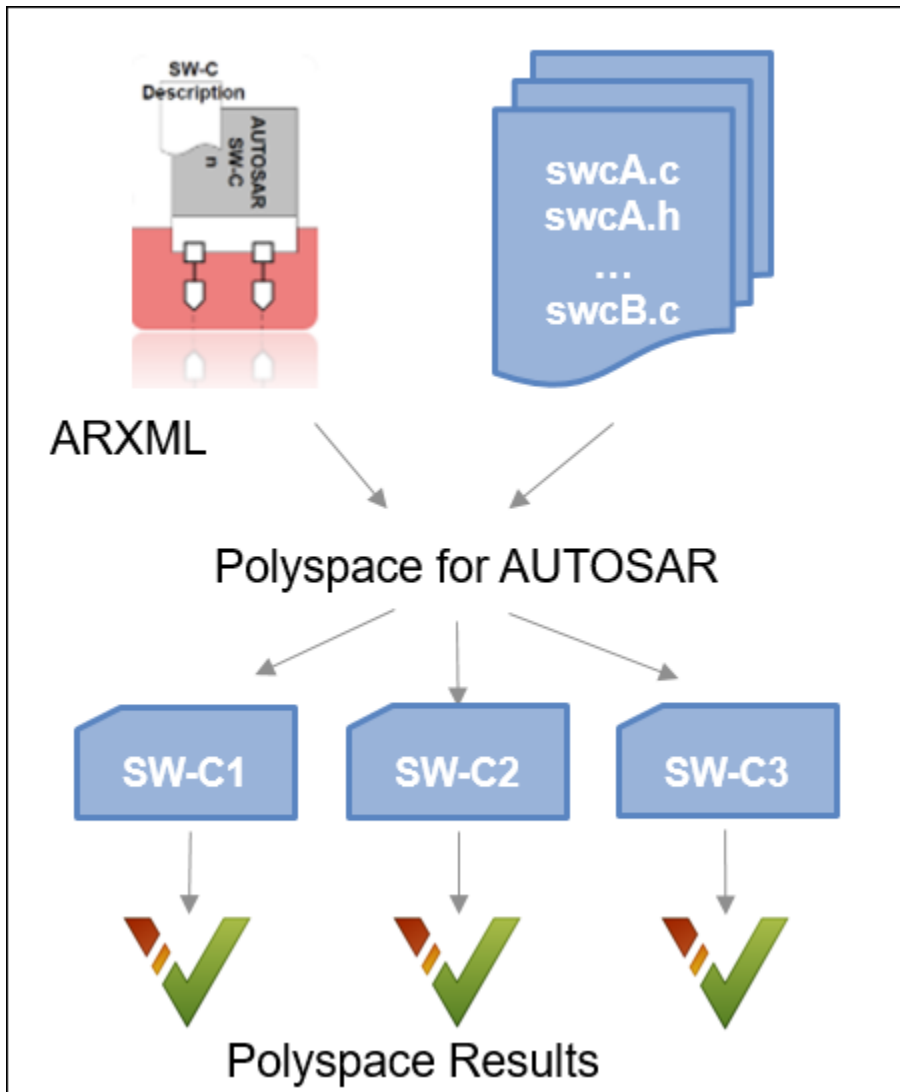 SW-C
Description
AUTOSAR
SW-C
n
swcA.c
swcA.h
...
swcB.c
ARXML
Polyspace for AUTOSAR
SW-C1
SW-C2
SW-C3
Polyspace Results